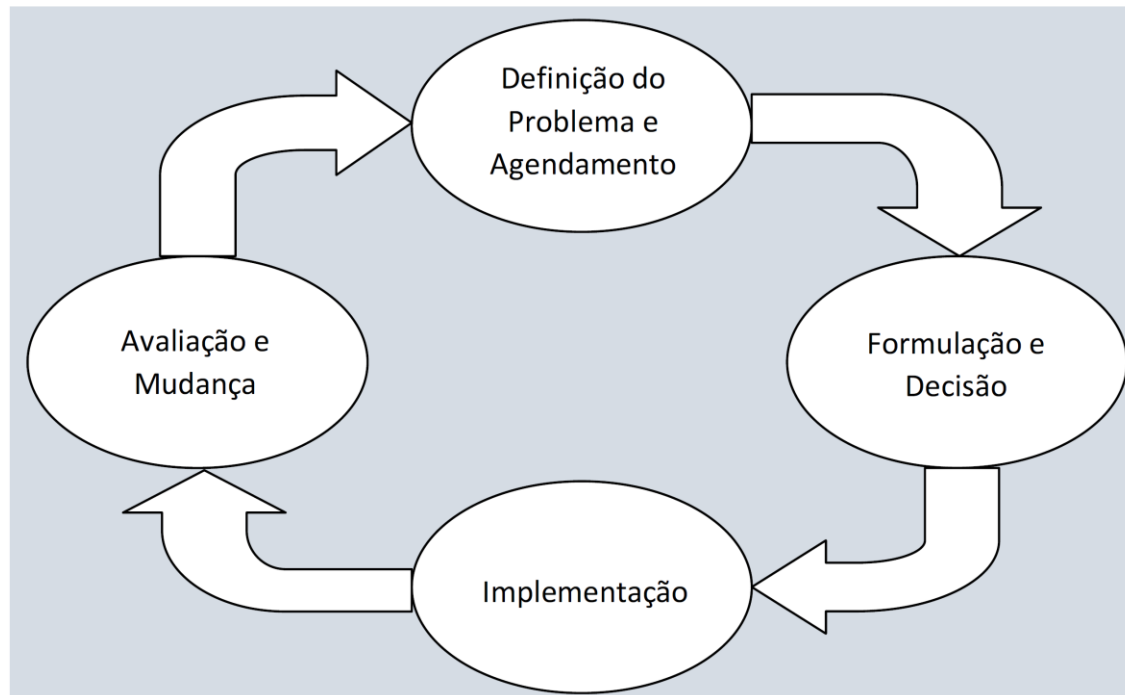 Definição do
Problema e
Agendamento
Formulação e
Decisão
Implementação
Avaliação e
Mudança